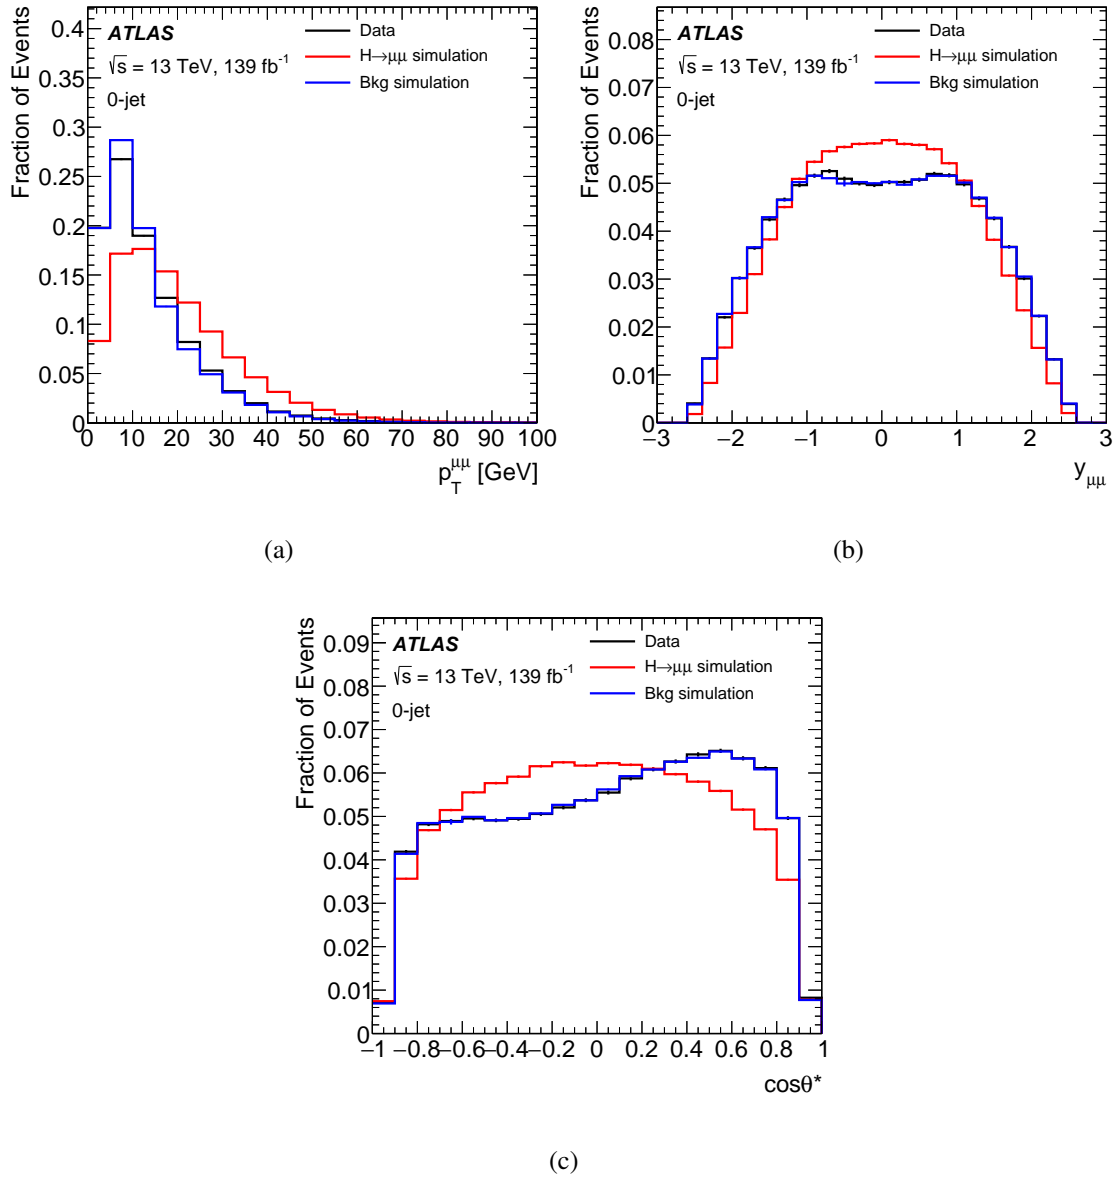 Fraction of Events
0.4
0.35
0.3
0.25
0.2
0.15
0.1
0.05
0
ATLAS
√s = 13 TeV, 139 fb⁻¹
0-jet
Data
H→μμ simulation
Bkg simulation
0 10 20 30 40 50 60 70 80 90 100
p_T^μμ [GeV]
(a)
Fraction of Events
0.08
0.07
0.06
0.05
0.04
0.03
0.02
0.01
0
ATLAS
√s = 13 TeV, 139 fb⁻¹
0-jet
Data
H→μμ simulation
Bkg simulation
−3 −2 −1 0 1 2 3
y_μμ
(b)
Fraction of Events
0.09
0.08
0.07
0.06
0.05
0.04
0.03
0.02
0.01
0
ATLAS
√s = 13 TeV, 139 fb⁻¹
0-jet
Data
H→μμ simulation
Bkg simulation
−1 −0.8 −0.6 −0.4 −0.2 0 0.2 0.4 0.6 0.8 1
cosθ*
(c)